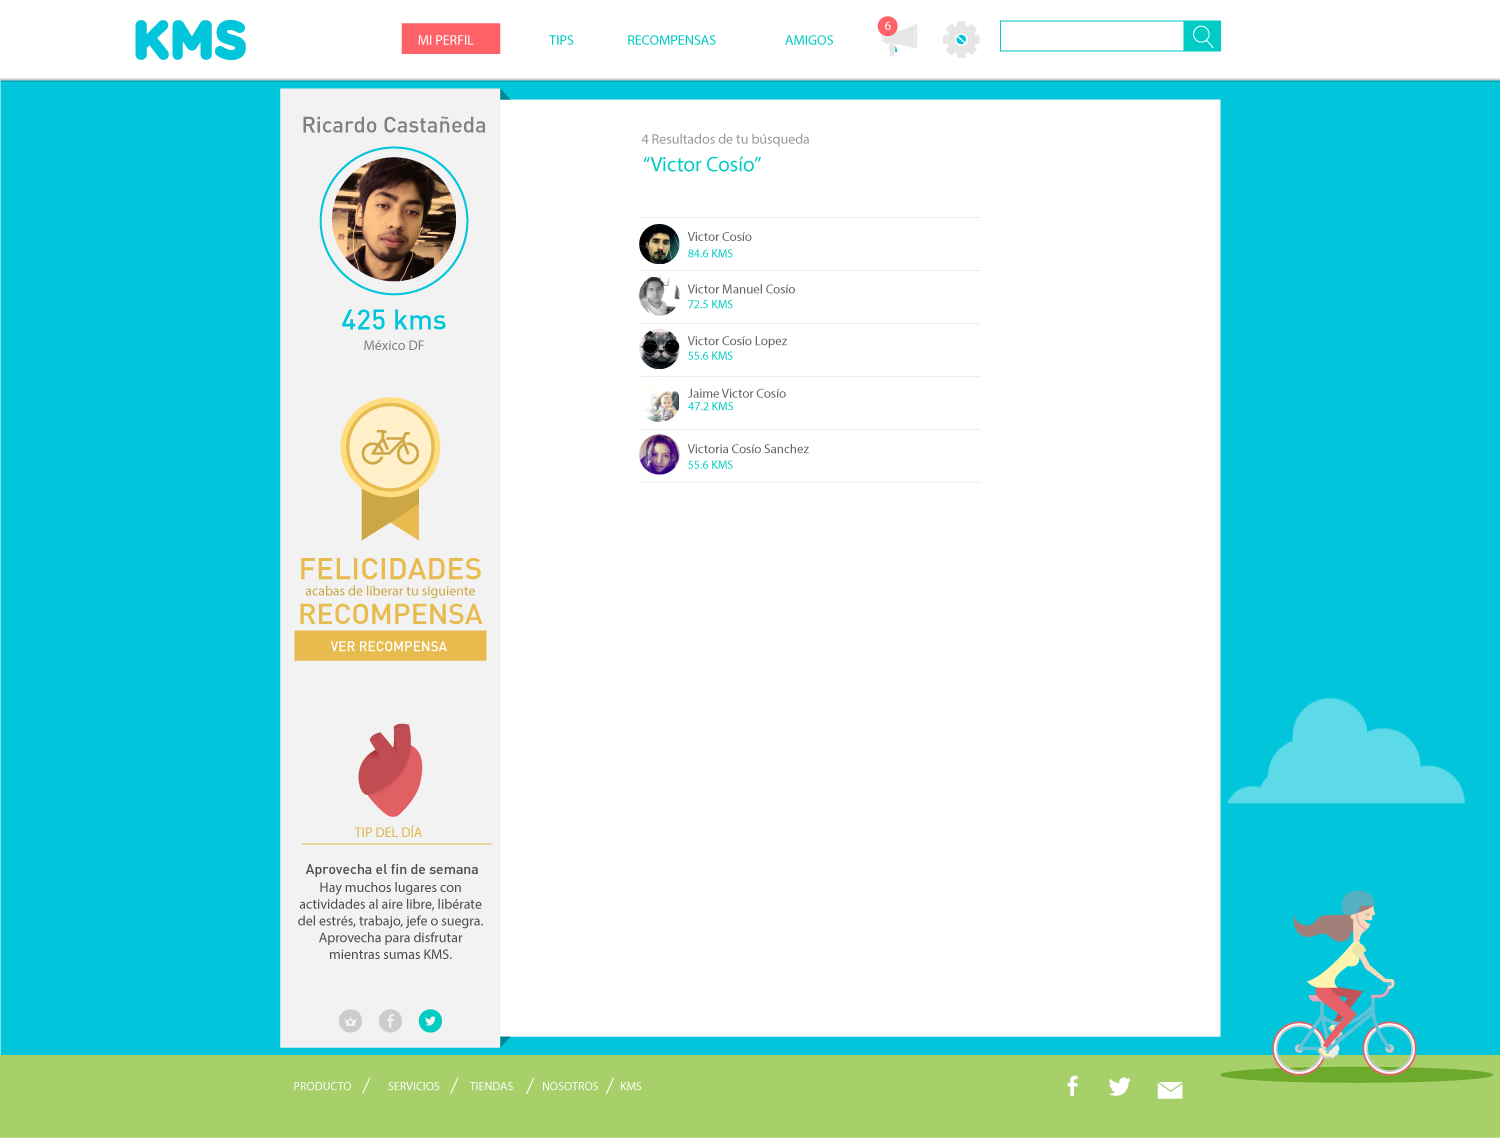 KMS
MI PERFIL
TIPS
RECOMPENSAS
AMIGOS
6
Ricardo Castañeda
425 kms
México DF
FELICIDADES
acabas de liberar tu siguiente
RECOMPENSA
VER RECOMPENSA
TIP DEL DÍA
Aprovecha el fin de semana
Hay muchos lugares con
actividades al aire libre, libérate
del estrés, trabajo, jefe o suegra.
Aprovecha para disfrutar
mientras sumas KMS.
4 Resultados de tu búsqueda
“Victor Cosío”
Victor Cosío
84.6 KMS
Victor Manuel Cosío
72.5 KMS
Victor Cosío Lopez
55.6 KMS
Jaime Victor Cosío
47.2 KMS
Victoria Cosío Sanchez
55.6 KMS
PRODUCTO / SERVICIOS / TIENDAS / NOSOTROS / KMS